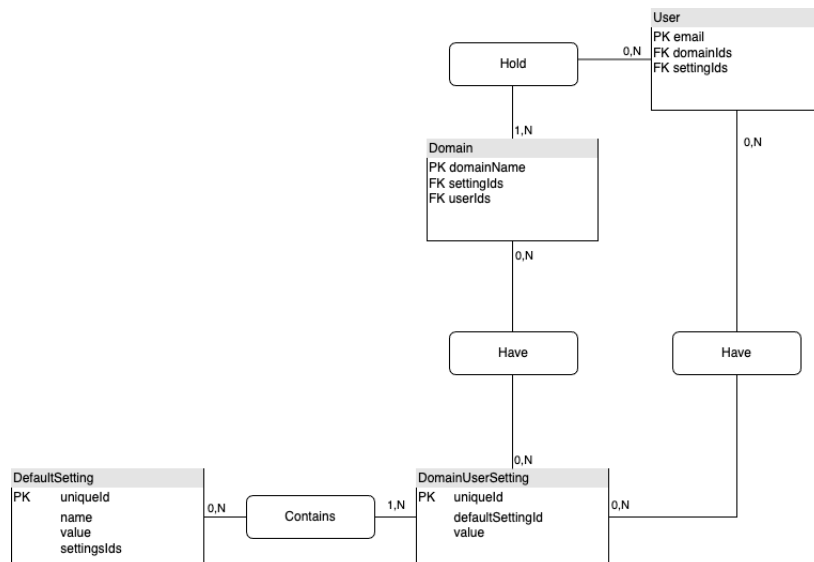 User
PK email
FK domainIds
FK settingIds
Hold
0,N
1,N
0,N
Domain
PK domainName
FK settingIds
FK userIds
0,N
Have
Have
0,N
DefaultSetting
PK uniqueId
name
value
settingsIds
0,N
Contains
1,N
DomainUserSetting
PK uniqueId
defaultSettingId
value
0,N